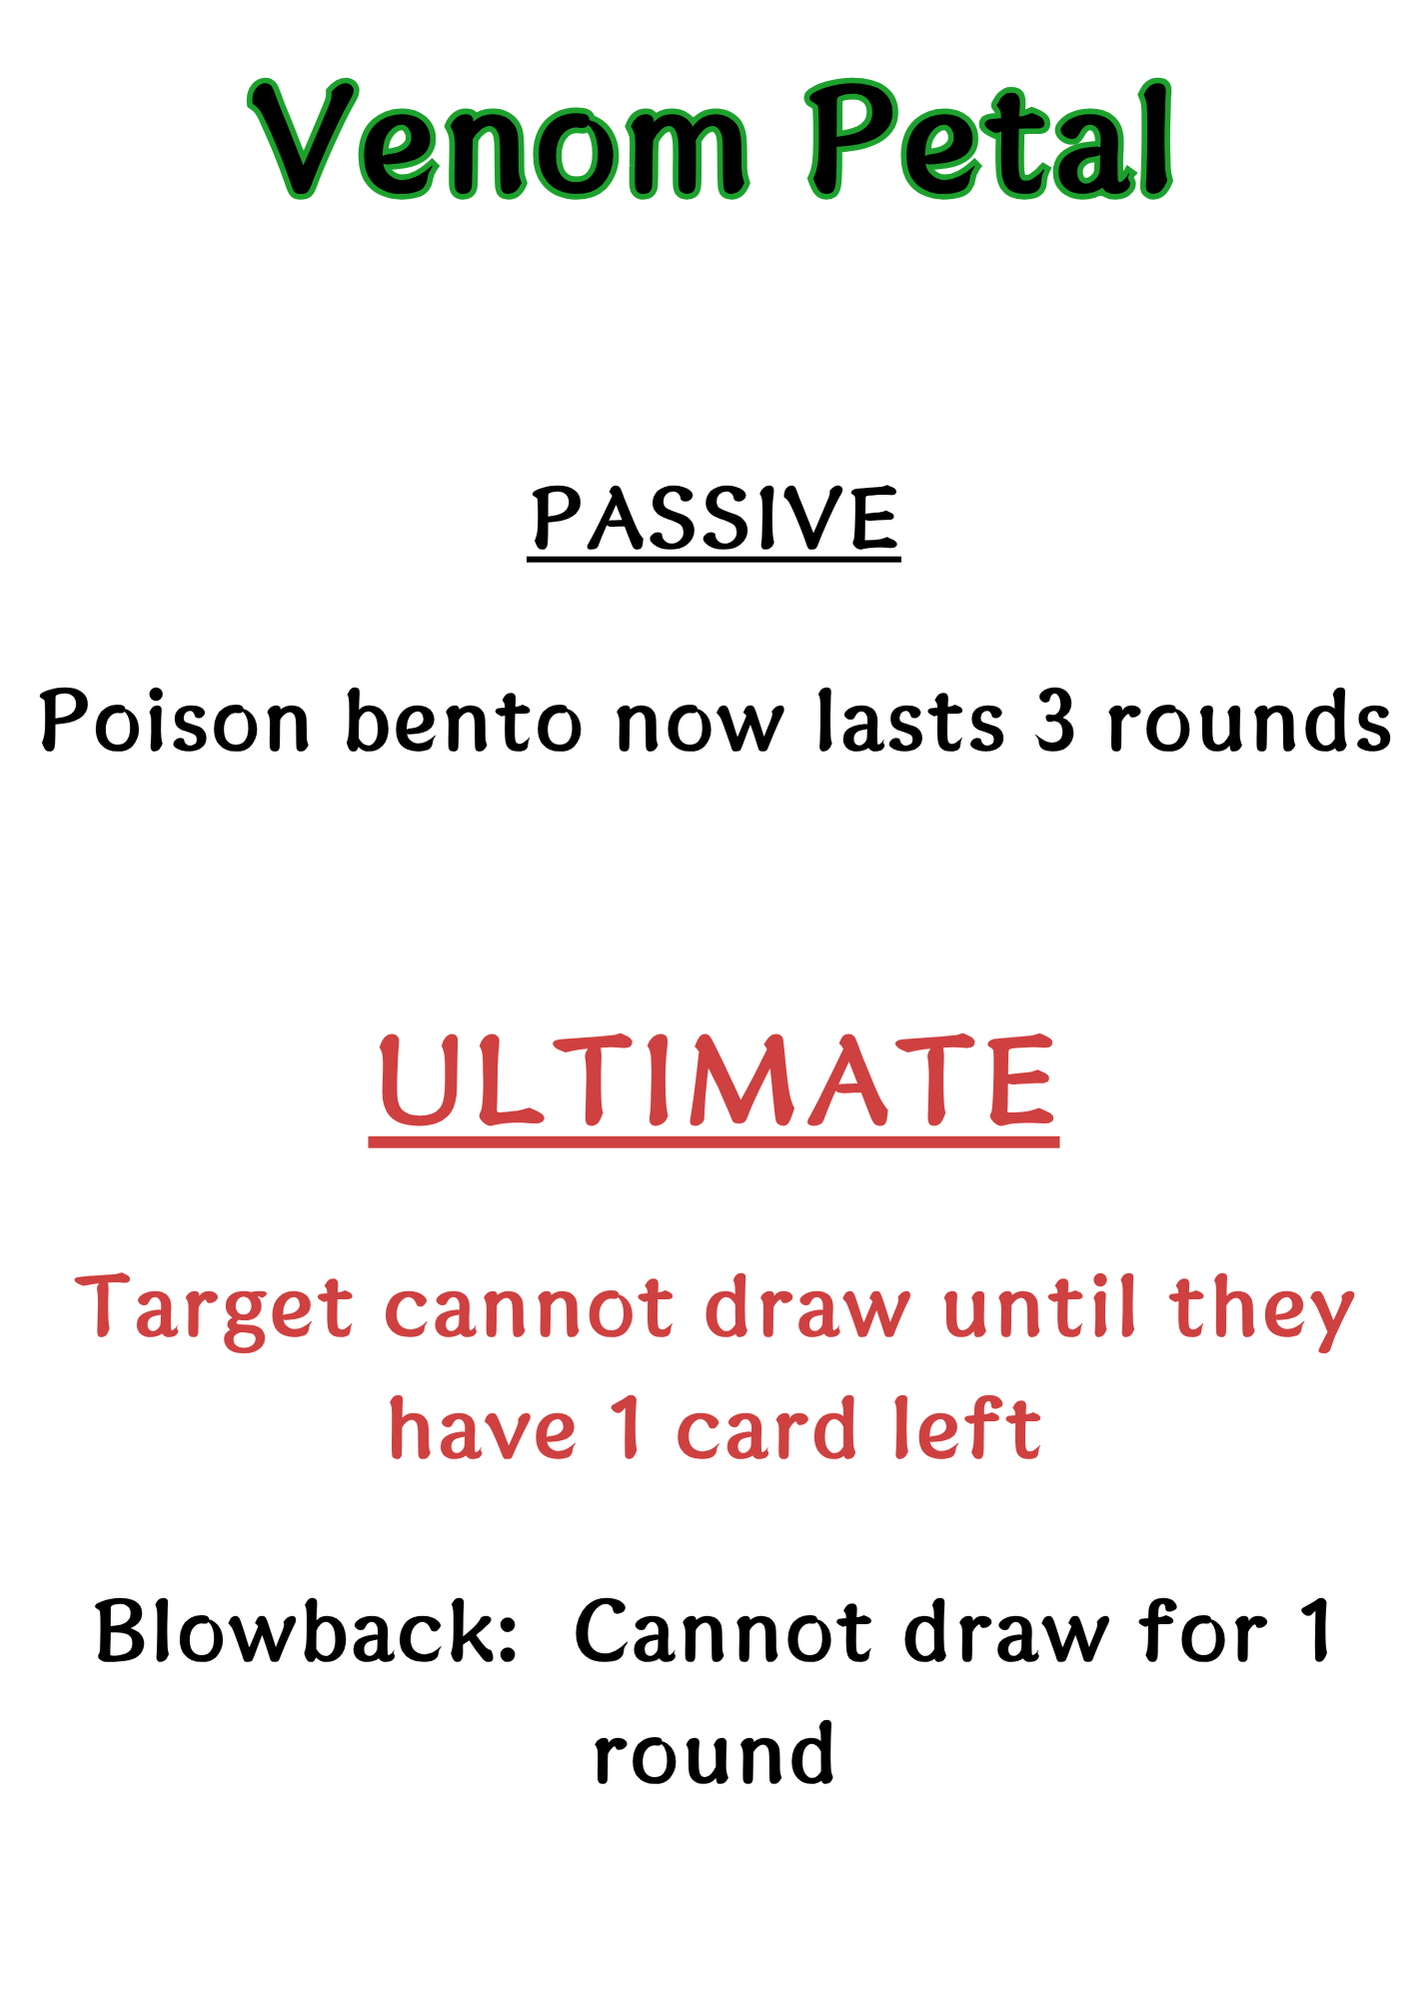 Venom Petal
PASSIVE
Poison bento now lasts 3 rounds
ULTIMATE
Target cannot draw until they
have 1 card left
Blowback:  Cannot draw for 1
round